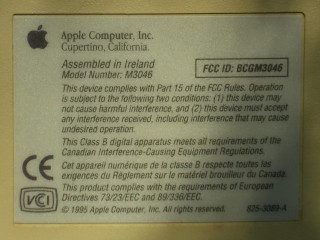 Apple Computer, Inc.
Cupertino, California.
Assembled in Ireland
Model Number: M3046
FCC ID: BCGM3046
This device complies with Part 15 of the FCC Rules. Operation
is subject to the following two conditions: (1) this device may
not cause harmful interference, and (2) this device must accept
any interference received, including interference that may cause
undesired operation.
This Class B digital apparatus meets all requirements of the
Canadian Interference-Causing Equipment Regulations.
Cet appareil numérique de la classe B respecte toutes les
exigences du Règlement sur le matériel brouilleur du Canada.
This product complies with the requirements of European
Directives 73/23/EEC and 89/336/EEC.
© 1995 Apple Computer, Inc. All rights reserved.
825-3089-A
CE
VCI